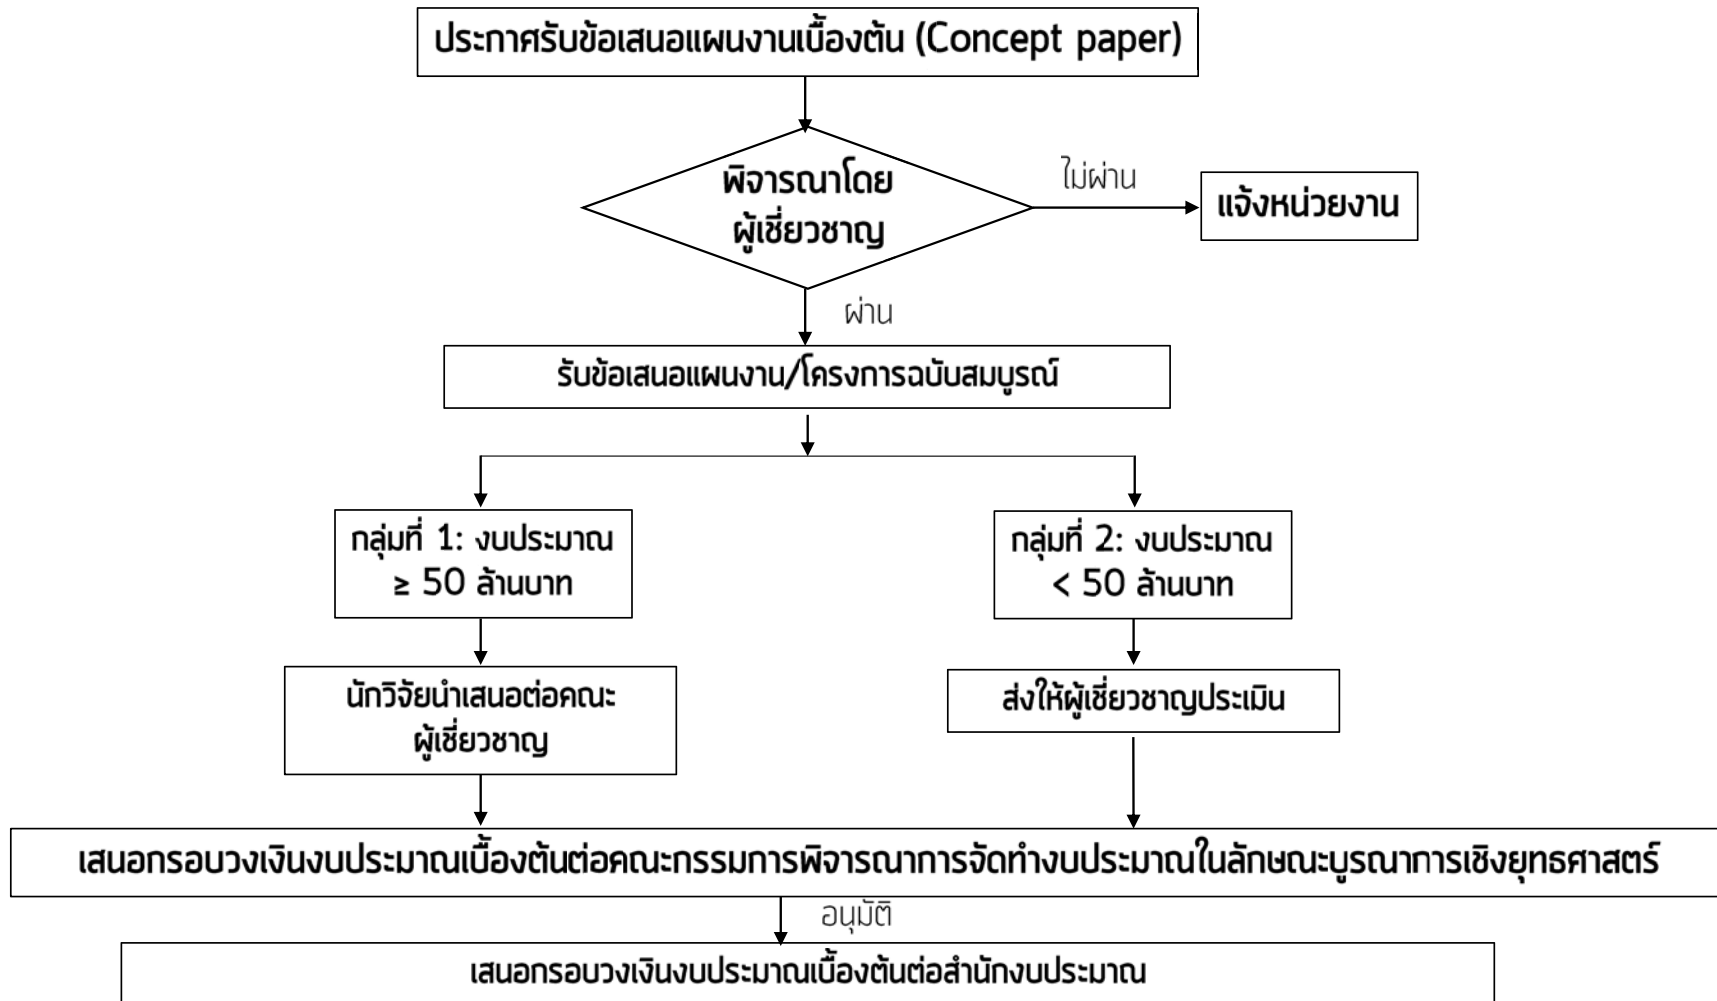 ประกาศรับข้อเสนอแผนงานเบื้องต้น (Concept paper)
พิจารณาโดย
ผู้เชี่ยวชาญ
ไม่ผ่าน
แจ้งหน่วยงาน
ผ่าน
รับข้อเสนอแผนงาน/โครงการฉบับสมบูรณ์
กลุ่มที่ 1: งบประมาณ
≥ 50 ล้านบาท
กลุ่มที่ 2: งบประมาณ
< 50 ล้านบาท
นักวิจัยนำเสนอต่อคณะ
ผู้เชี่ยวชาญ
ส่งให้ผู้เชี่ยวชาญประเมิน
เสนอกรอบวงเงินงบประมาณเบื้องต้นต่อคณะกรรมการพิจารณาการจัดทำงบประมาณในลักษณะบูรณาการเชิงยุทธศาสตร์
อนุมัติ
เสนอกรอบวงเงินงบประมาณเบื้องต้นต่อสำนักงบประมาณ